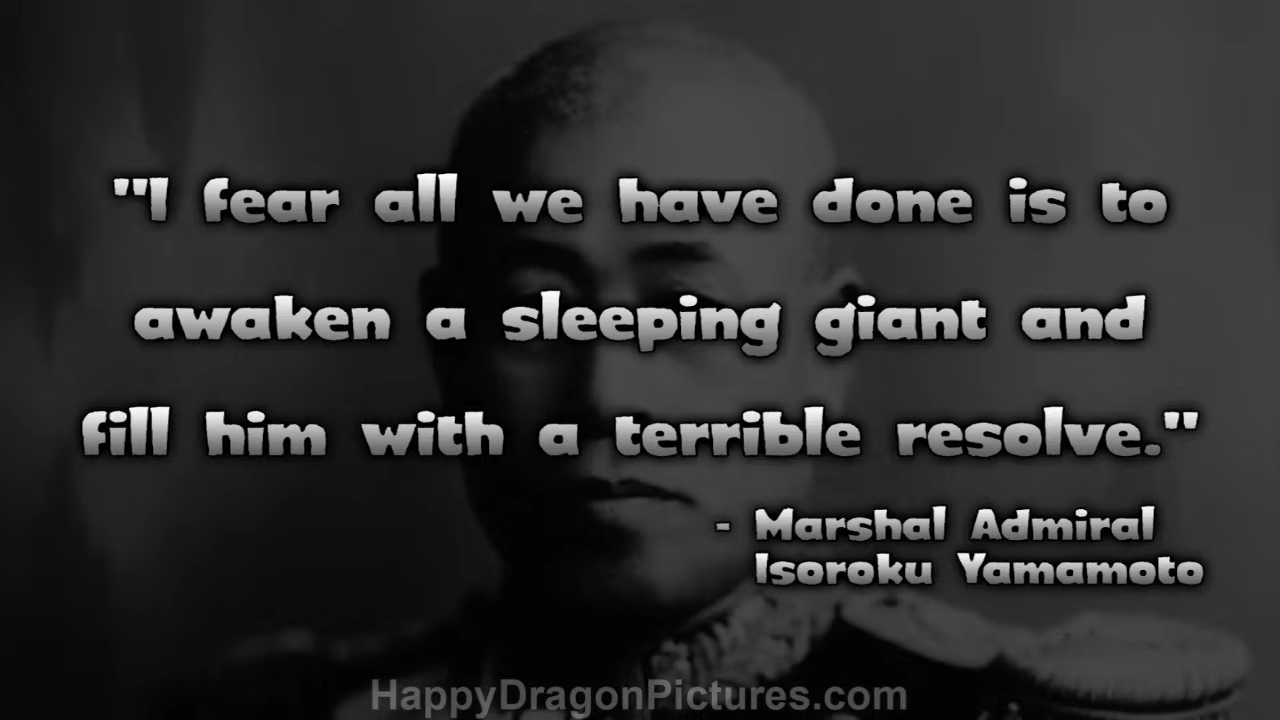 "I fear all we have done is to
awaken a sleeping giant and
fill him with a terrible resolve."
- Marshal Admiral
Isoroku Yamamoto
HappyDragonPictures.com